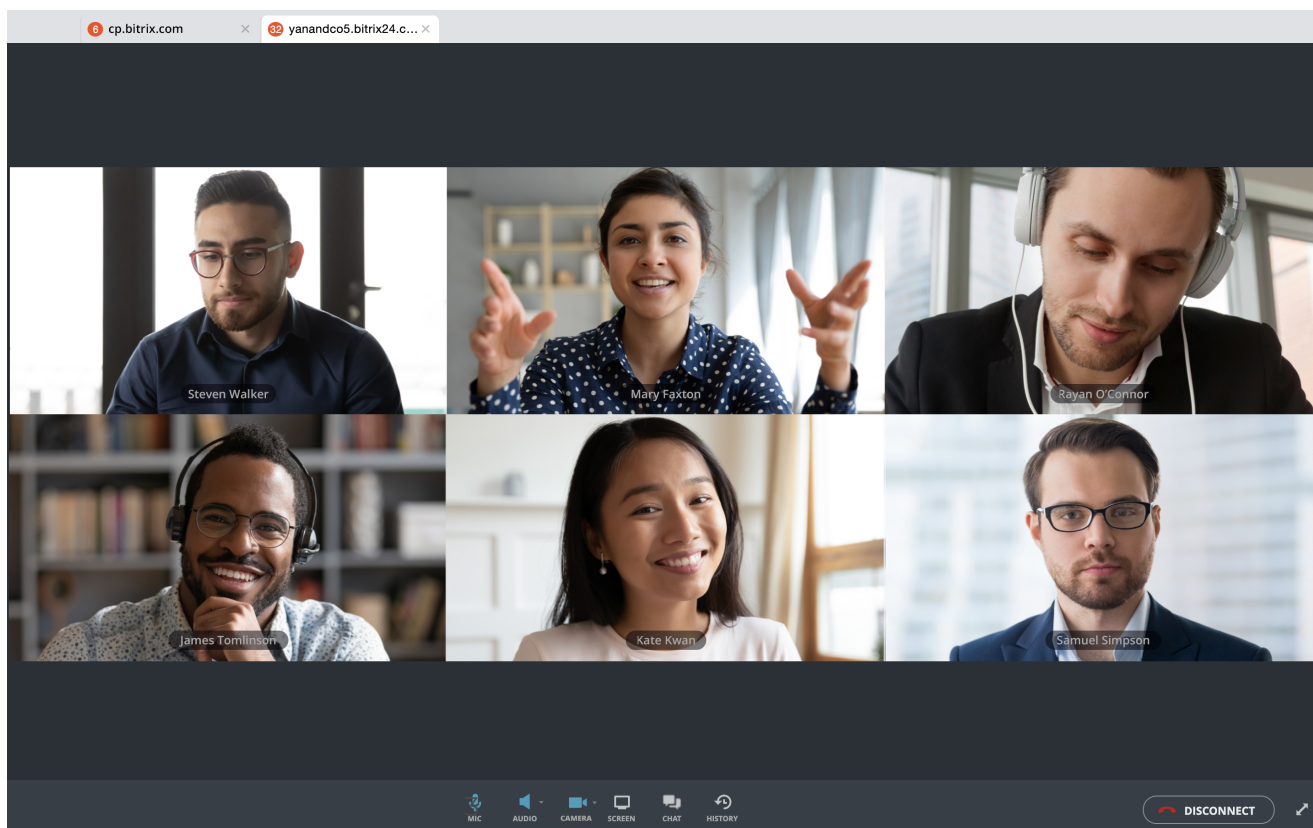 6 cp.bitrix.com
32 yanandco5.bitrix24.c...
Steven Walker
Mary Faxton
Rayan O'Connor
James Tomlinson
Kate Kwan
Samuel Simpson
MIC
AUDIO
CAMERA
SCREEN
CHAT
HISTORY
DISCONNECT